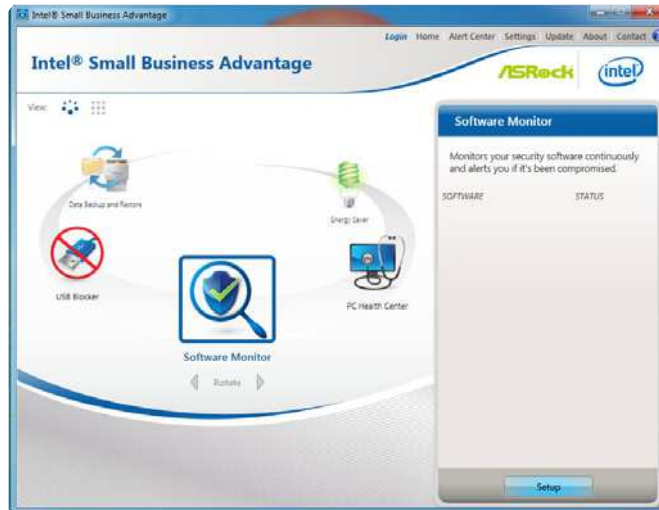 Intel® Small Business Advantage
Login Home Alert Center Settings Update About Contact
Intel® Small Business Advantage
ASRock
intel
View:
Software Monitor
Monitors your security software continuously
and alerts you if it's been compromised.
SOFTWARE STATUS
Data Backup and Restore
Energy Saver
USB Blocker
PC Health Center
Software Monitor
Rotate
Setup